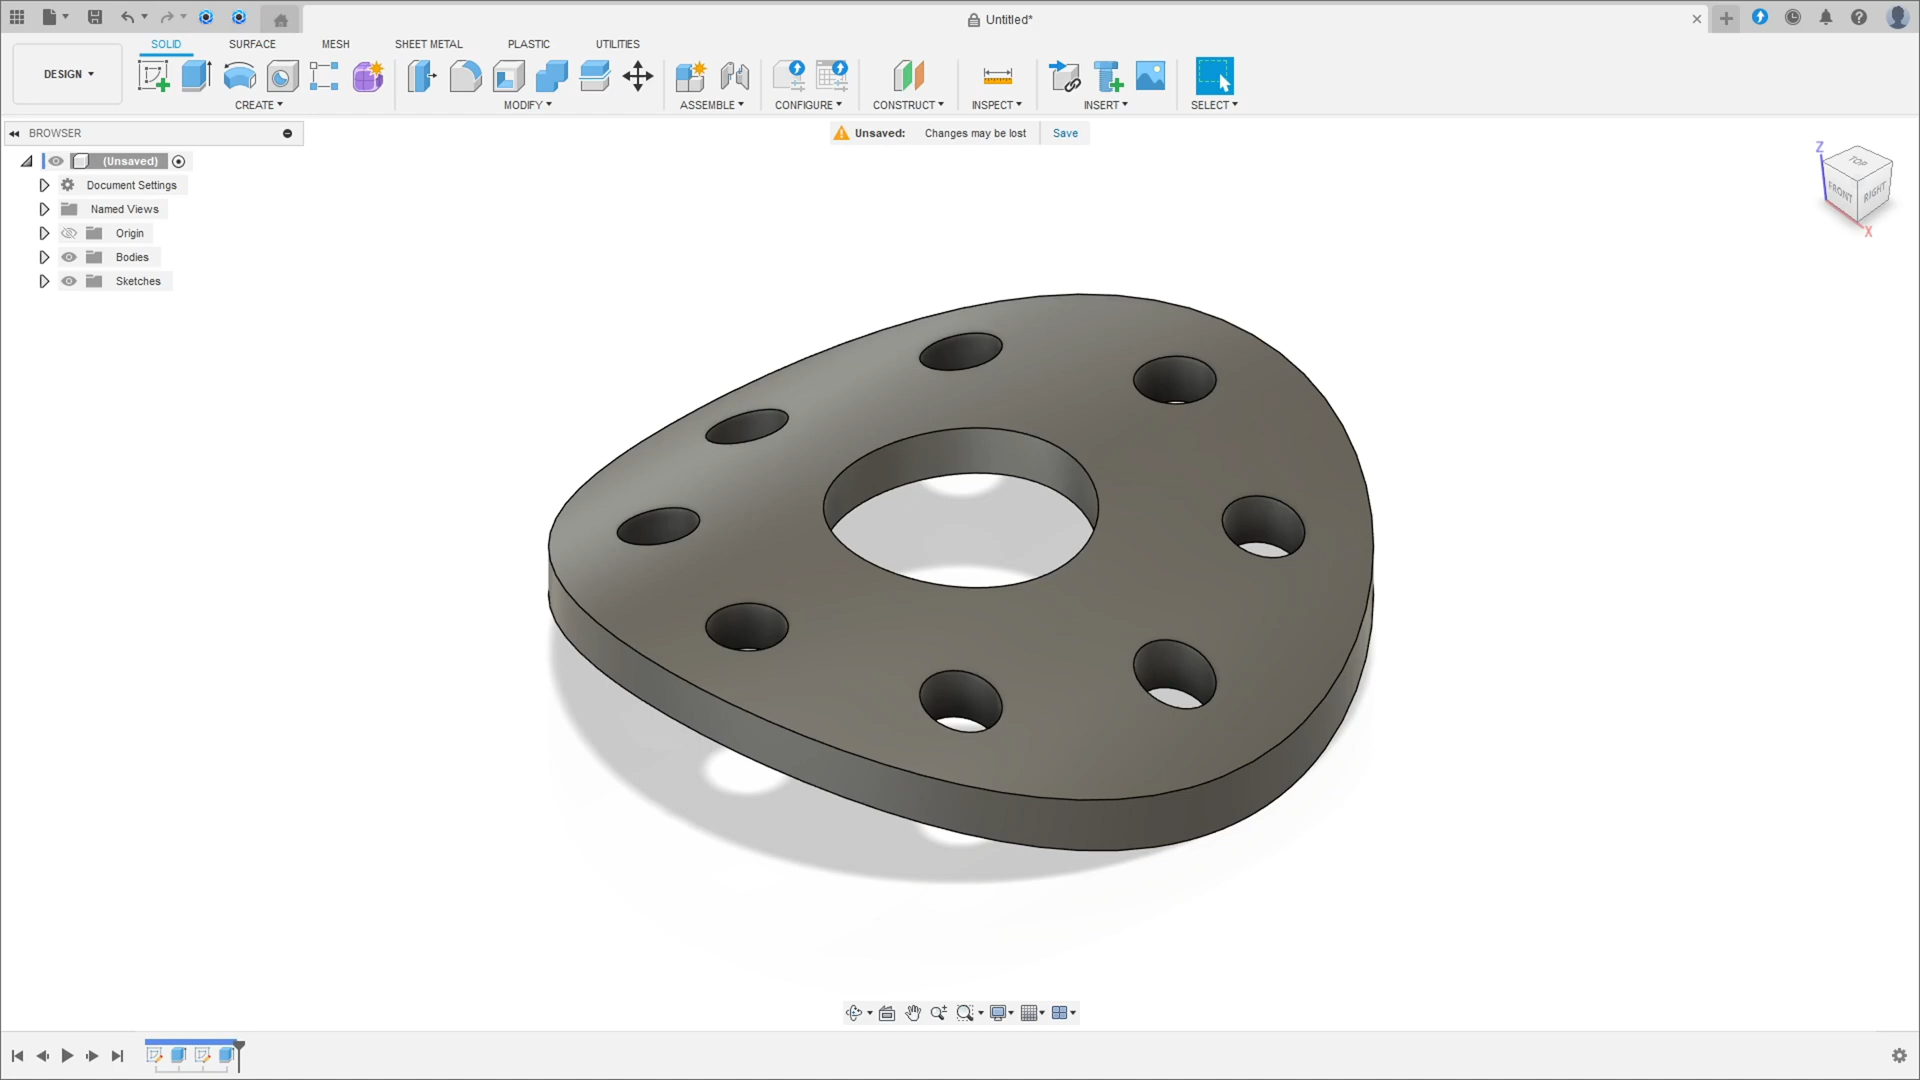 Untitled*
SOLID SURFACE MESH SHEET METAL PLASTIC UTILITIES
DESIGN
CREATE MODIFY ASSEMBLE CONFIGURE CONSTRUCT INSPECT INSERT SELECT
BROWSER
Unsaved: Changes may be lost Save
(Unsaved)
Document Settings
Named Views
Origin
Bodies
Sketches
Z
TOP
FRONT RIGHT
X